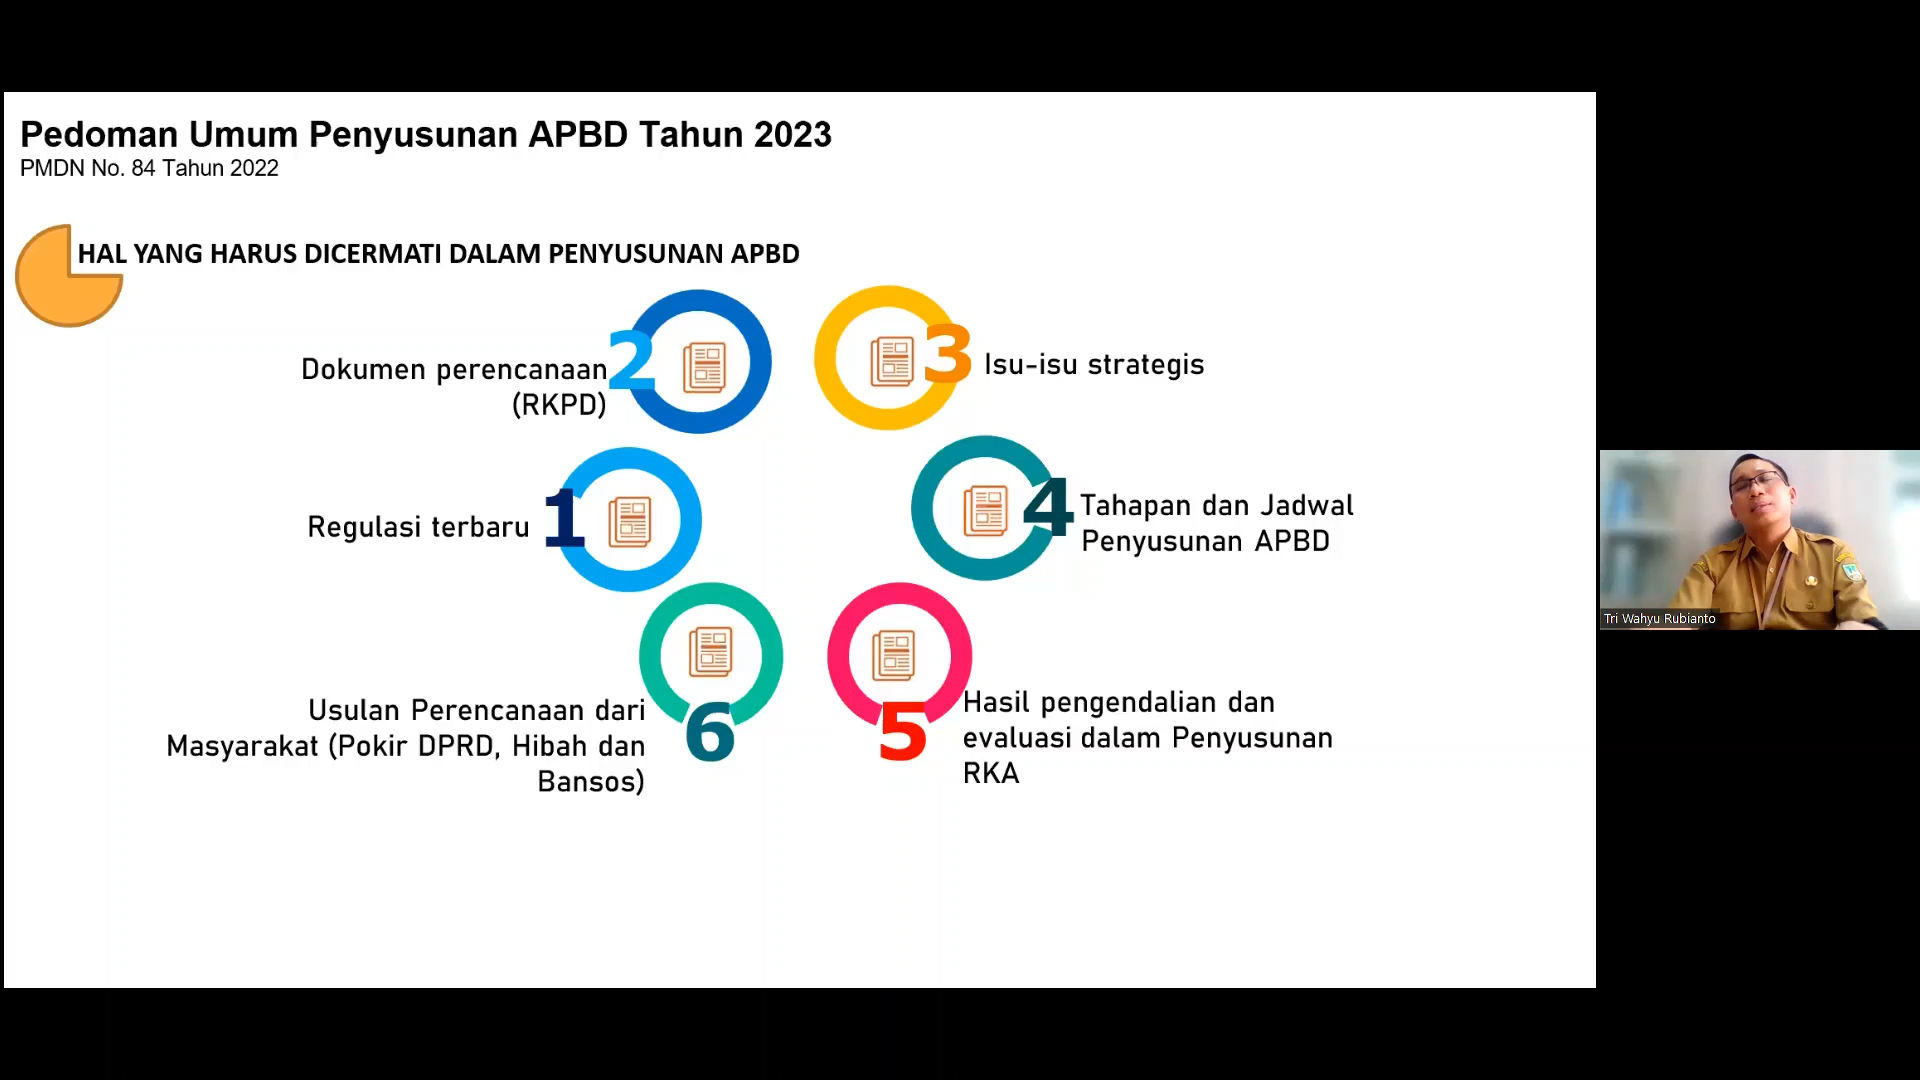 Pedoman Umum Penyusunan APBD Tahun 2023
PMDN No. 84 Tahun 2022
HAL YANG HARUS DICERMATI DALAM PENYUSUNAN APBD
2
Dokumen perencanaan
(RKPD)
3
Isu-isu strategis
1
Regulasi terbaru
4
Tahapan dan Jadwal
Penyusunan APBD
6
Usulan Perencanaan dari
Masyarakat (Pokir DPRD, Hibah dan
Bansos)
5
Hasil pengendalian dan
evaluasi dalam Penyusunan
RKA
Tri Wahyu Rubianto